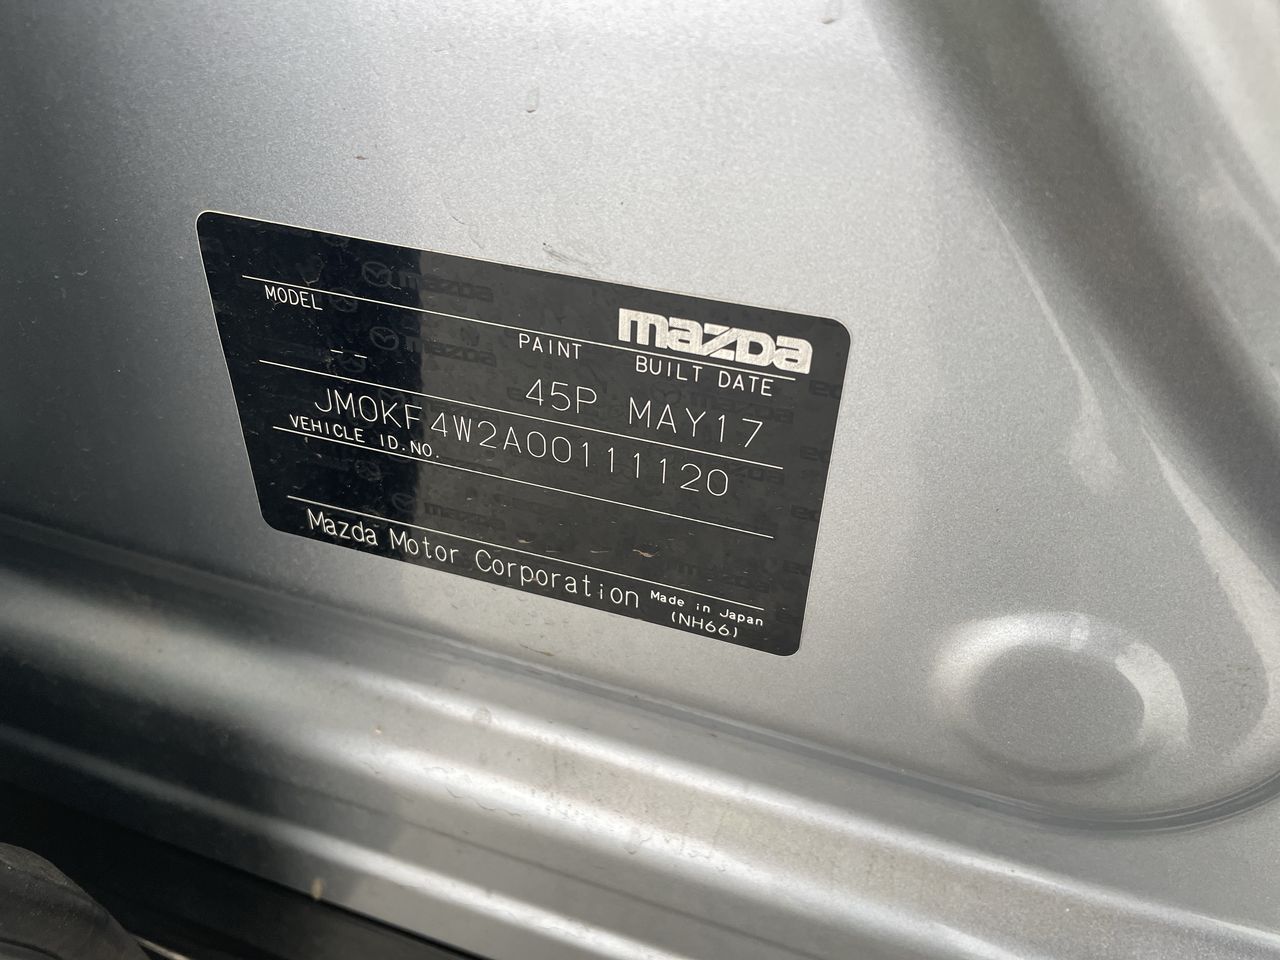 mazda
MODEL PAINT BUILT DATE
-- 45P MAY17
JM0KF4W2A00111120
VEHICLE ID.NO.
Mazda Motor Corporation Made in Japan
(NH66)